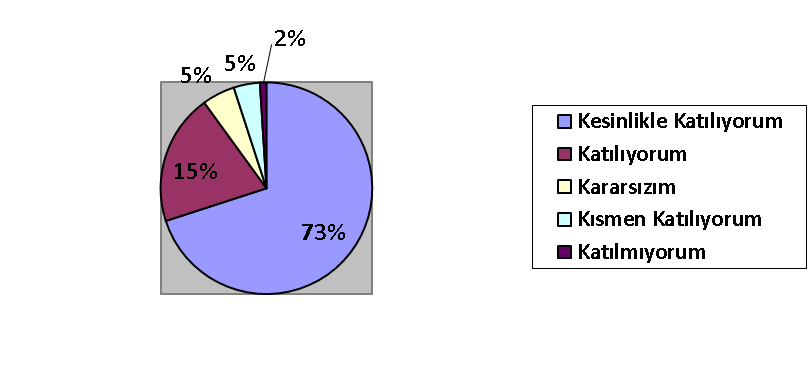 2%
5%
5%
15%
73%
Kesinlikle Katılıyorum
Katılıyorum
Kararsızım
Kısmen Katılıyorum
Katılmıyorum